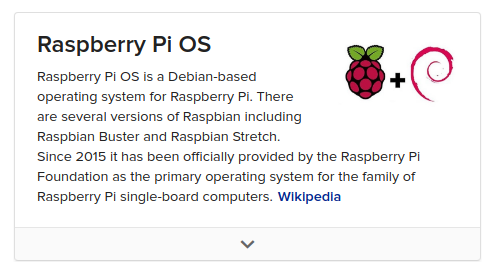 Raspberry Pi OS
Raspberry Pi OS is a Debian-based
operating system for Raspberry Pi. There
are several versions of Raspbian including
Raspbian Buster and Raspbian Stretch.
Since 2015 it has been officially provided by the Raspberry Pi
Foundation as the primary operating system for the family of
Raspberry Pi single-board computers. Wikipedia